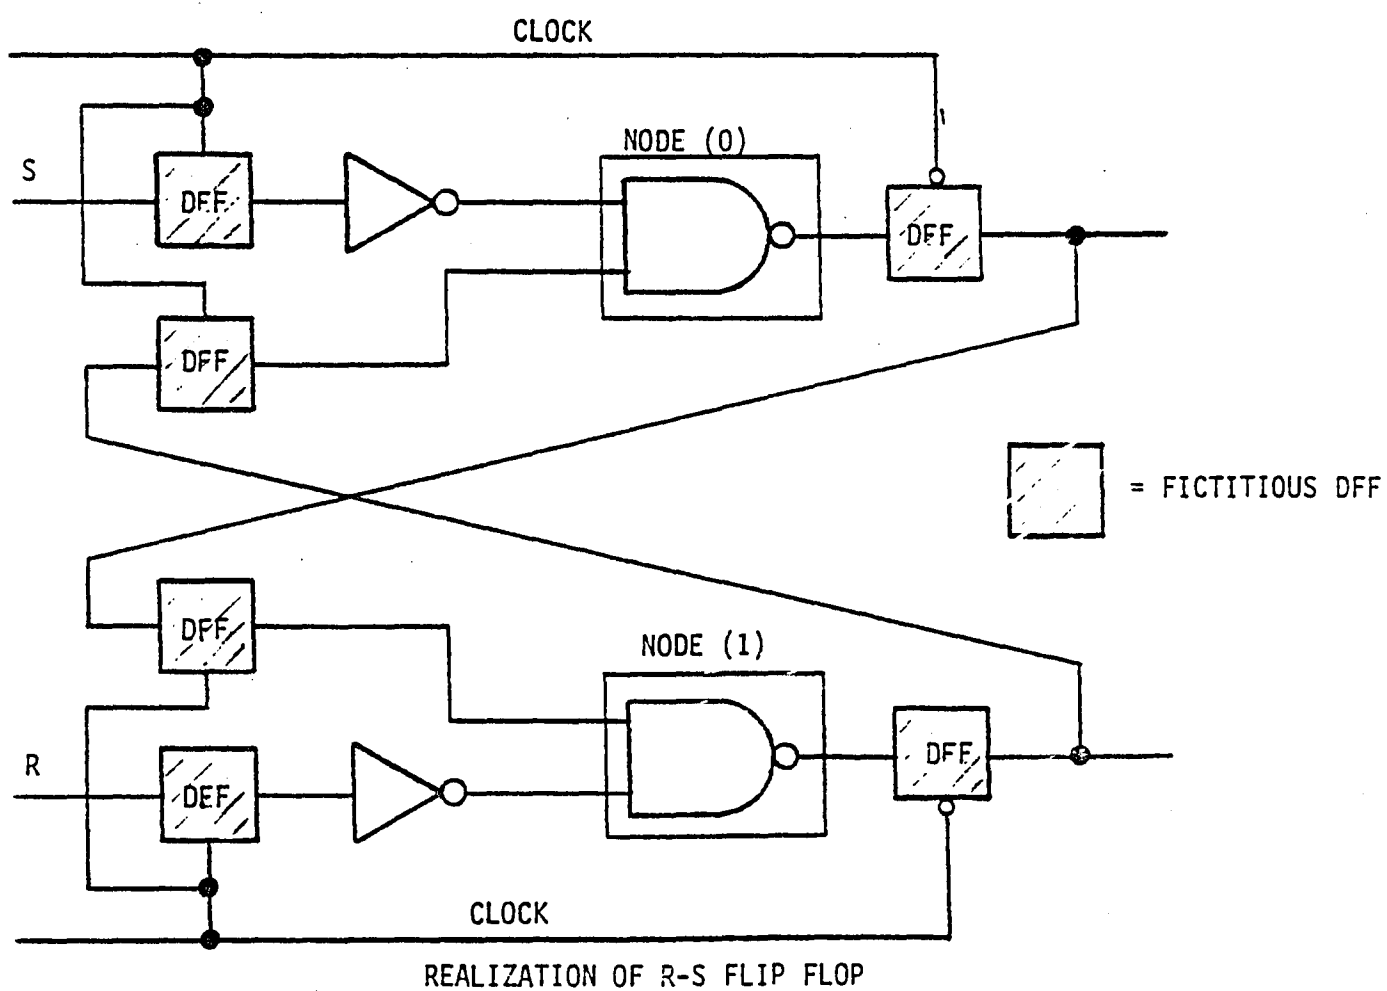 CLOCK
NODE (0)
S
DFF
DFF
DFF
= FICTITIOUS DFF
DFF
NODE (1)
R
DFF
DFF
CLOCK
REALIZATION OF R-S FLIP FLOP